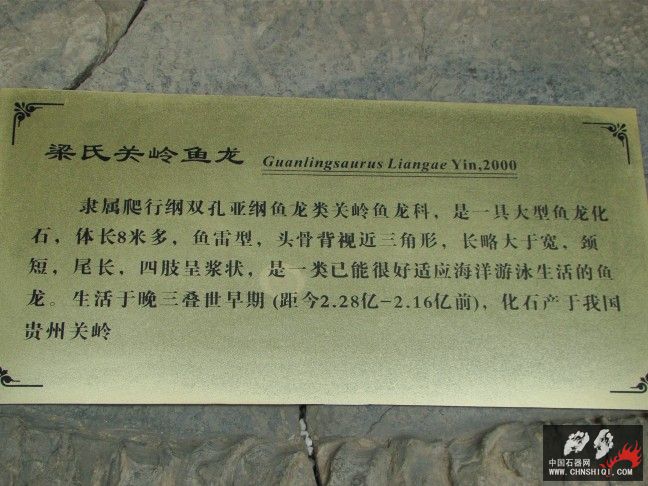 梁氏关岭鱼龙 Guanlingsaurus Liangae Yin,2000
隶属爬行纲双孔亚纲鱼龙类关岭鱼龙科，是一具大型鱼龙化
石，体长8米多，鱼雷型，头骨背视近三角形，长略大于宽，颈
短，尾长，四肢呈浆状，是一类已能很好适应海洋游泳生活的鱼
龙。生活于晚三叠世早期(距今2.28亿-2.16亿前)，化石产于我国
贵州关岭
中国石器网
WWW.CHNSHIQI.COM